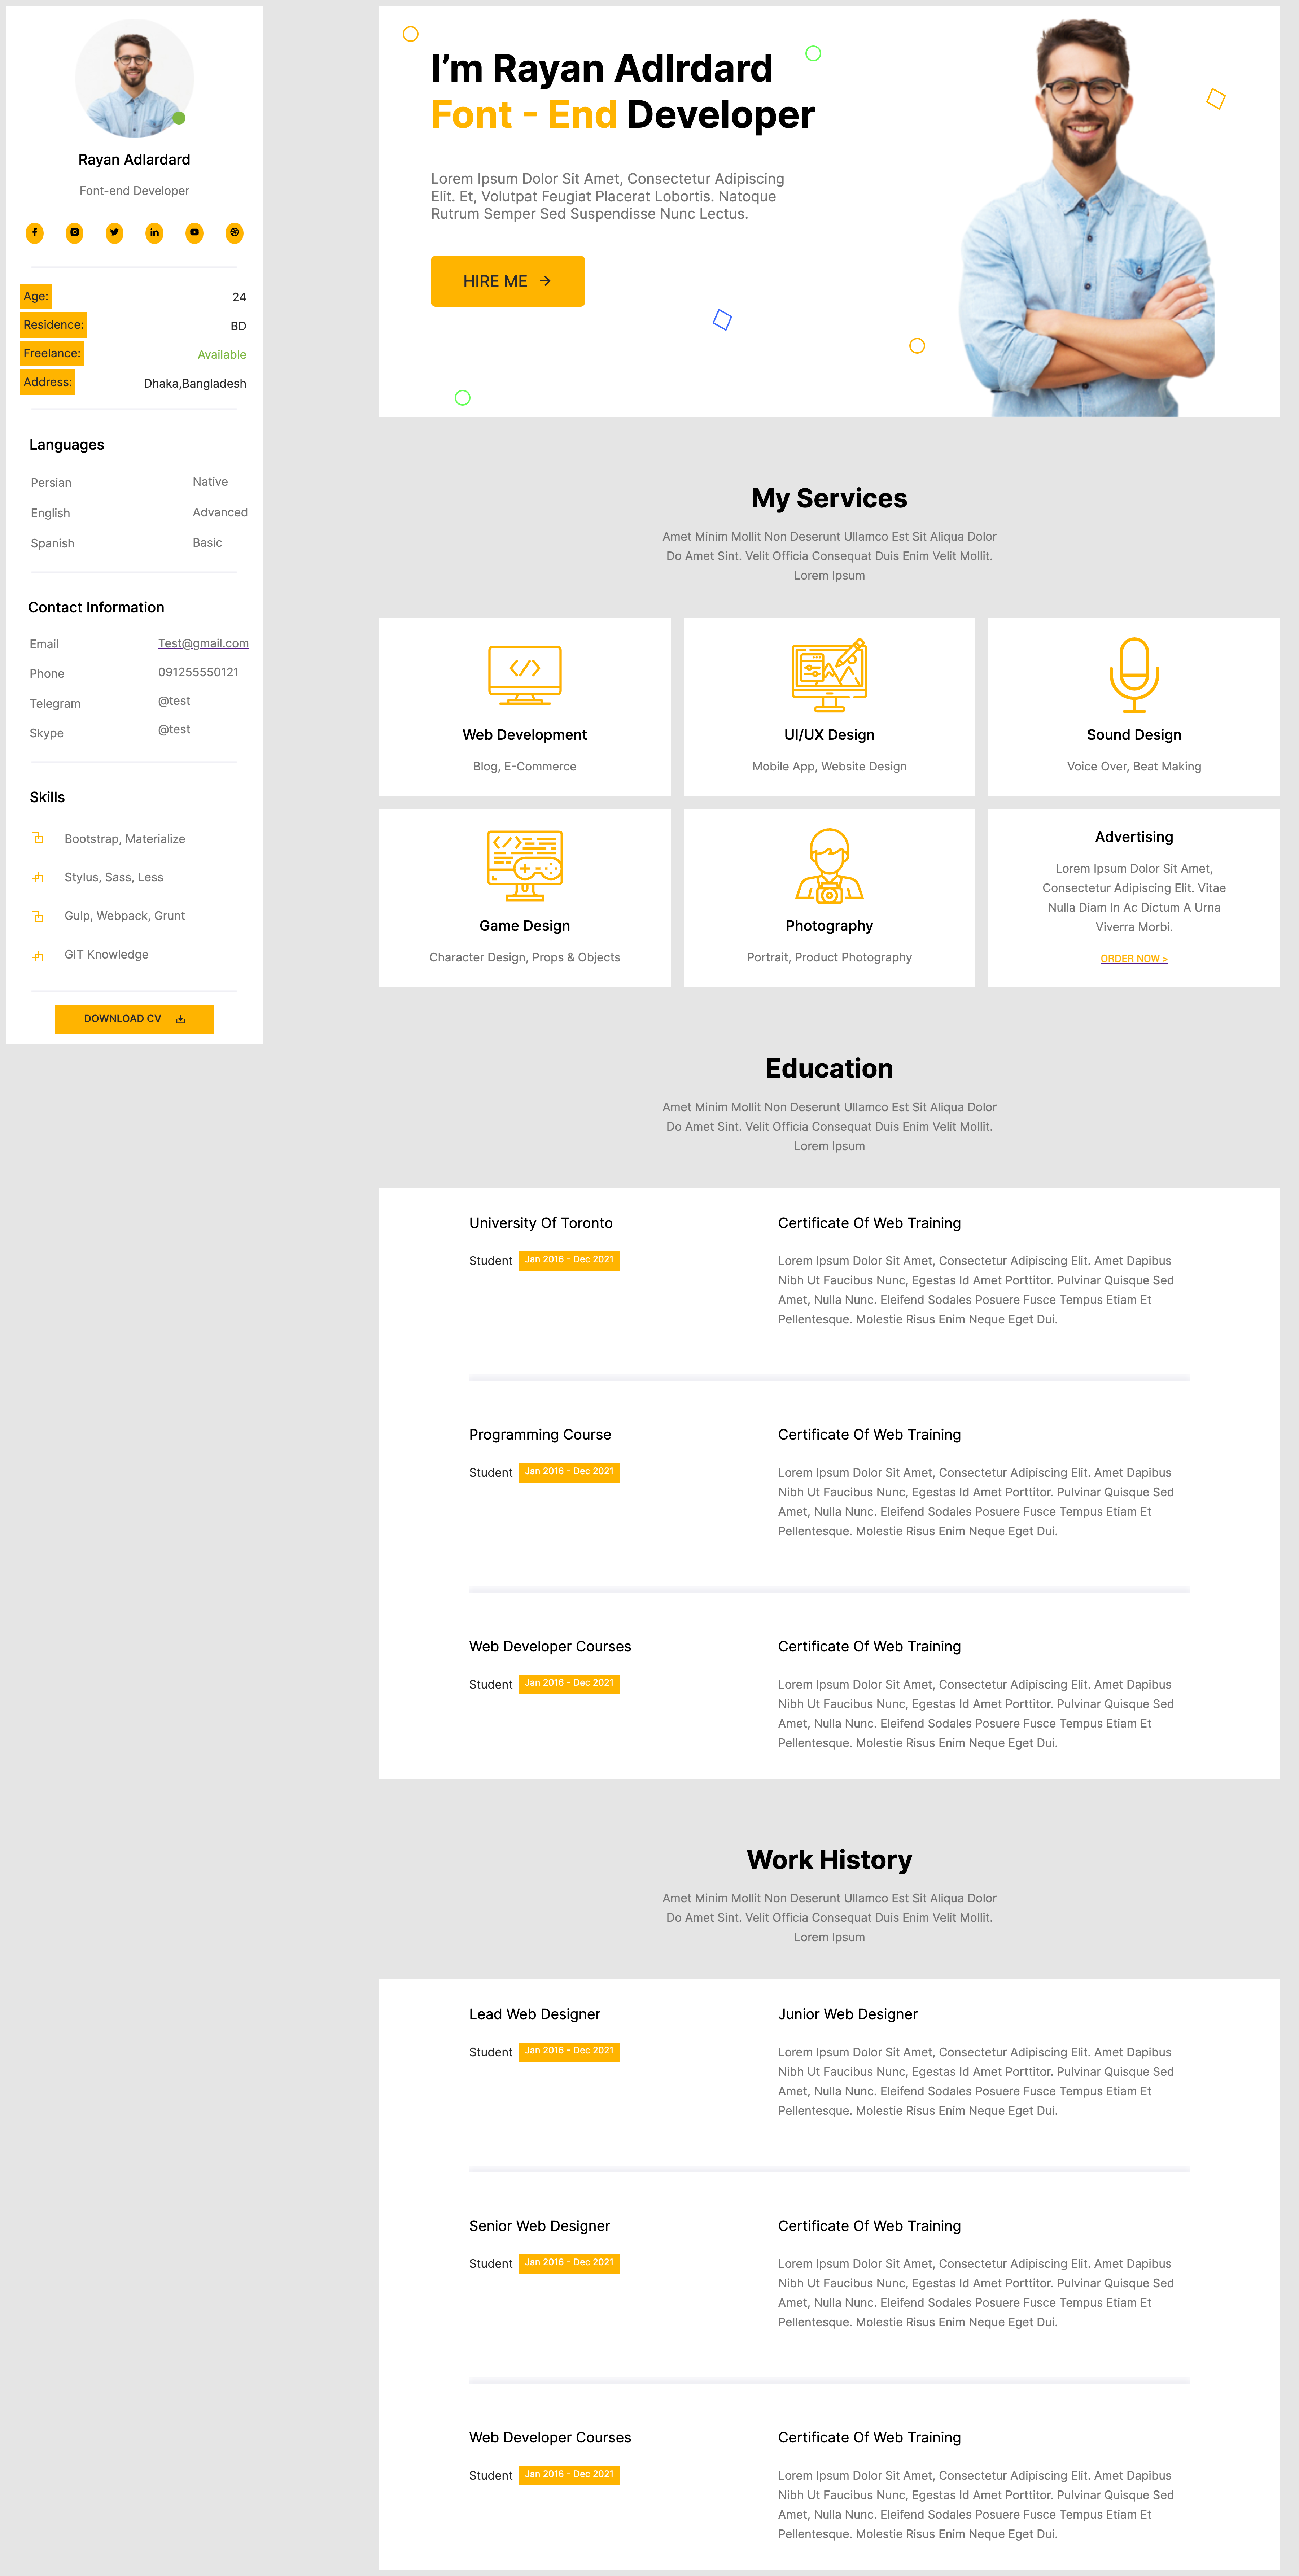 Rayan Adlardard
Font-end Developer
Age: 24
Residence: BD
Freelance: Available
Address: Dhaka,Bangladesh
Languages
Persian Native
English Advanced
Spanish Basic
Contact Information
Email Test@gmail.com
Phone 091255550121
Telegram @test
Skype @test
Skills
Bootstrap, Materialize
Stylus, Sass, Less
Gulp, Webpack, Grunt
GIT Knowledge
DOWNLOAD CV
I'm Rayan Adlrdard
Font - End Developer
Lorem Ipsum Dolor Sit Amet, Consectetur Adipiscing
Elit. Et, Volutpat Feugiat Placerat Lobortis. Natoque
Rutrum Semper Sed Suspendisse Nunc Lectus.
HIRE ME →
My Services
Amet Minim Mollit Non Deserunt Ullamco Est Sit Aliqua Dolor
Do Amet Sint. Velit Officia Consequat Duis Enim Velit Mollit.
Lorem Ipsum
Web Development
Blog, E-Commerce
UI/UX Design
Mobile App, Website Design
Sound Design
Voice Over, Beat Making
Game Design
Character Design, Props & Objects
Photography
Portrait, Product Photography
Advertising
Lorem Ipsum Dolor Sit Amet,
Consectetur Adipiscing Elit. Vitae
Nulla Diam In Ac Dictum A Urna
Viverra Morbi.
ORDER NOW >
Education
Amet Minim Mollit Non Deserunt Ullamco Est Sit Aliqua Dolor
Do Amet Sint. Velit Officia Consequat Duis Enim Velit Mollit.
Lorem Ipsum
University Of Toronto
Student Jan 2016 - Dec 2021
Certificate Of Web Training
Lorem Ipsum Dolor Sit Amet, Consectetur Adipiscing Elit. Amet Dapibus
Nibh Ut Faucibus Nunc, Egestas Id Amet Porttitor. Pulvinar Quisque Sed
Amet, Nulla Nunc. Eleifend Sodales Posuere Fusce Tempus Etiam Et
Pellentesque. Molestie Risus Enim Neque Eget Dui.
Programming Course
Student Jan 2016 - Dec 2021
Certificate Of Web Training
Lorem Ipsum Dolor Sit Amet, Consectetur Adipiscing Elit. Amet Dapibus
Nibh Ut Faucibus Nunc, Egestas Id Amet Porttitor. Pulvinar Quisque Sed
Amet, Nulla Nunc. Eleifend Sodales Posuere Fusce Tempus Etiam Et
Pellentesque. Molestie Risus Enim Neque Eget Dui.
Web Developer Courses
Student Jan 2016 - Dec 2021
Certificate Of Web Training
Lorem Ipsum Dolor Sit Amet, Consectetur Adipiscing Elit. Amet Dapibus
Nibh Ut Faucibus Nunc, Egestas Id Amet Porttitor. Pulvinar Quisque Sed
Amet, Nulla Nunc. Eleifend Sodales Posuere Fusce Tempus Etiam Et
Pellentesque. Molestie Risus Enim Neque Eget Dui.
Work History
Amet Minim Mollit Non Deserunt Ullamco Est Sit Aliqua Dolor
Do Amet Sint. Velit Officia Consequat Duis Enim Velit Mollit.
Lorem Ipsum
Lead Web Designer
Student Jan 2016 - Dec 2021
Junior Web Designer
Lorem Ipsum Dolor Sit Amet, Consectetur Adipiscing Elit. Amet Dapibus
Nibh Ut Faucibus Nunc, Egestas Id Amet Porttitor. Pulvinar Quisque Sed
Amet, Nulla Nunc. Eleifend Sodales Posuere Fusce Tempus Etiam Et
Pellentesque. Molestie Risus Enim Neque Eget Dui.
Senior Web Designer
Student Jan 2016 - Dec 2021
Certificate Of Web Training
Lorem Ipsum Dolor Sit Amet, Consectetur Adipiscing Elit. Amet Dapibus
Nibh Ut Faucibus Nunc, Egestas Id Amet Porttitor. Pulvinar Quisque Sed
Amet, Nulla Nunc. Eleifend Sodales Posuere Fusce Tempus Etiam Et
Pellentesque. Molestie Risus Enim Neque Eget Dui.
Web Developer Courses
Student Jan 2016 - Dec 2021
Certificate Of Web Training
Lorem Ipsum Dolor Sit Amet, Consectetur Adipiscing Elit. Amet Dapibus
Nibh Ut Faucibus Nunc, Egestas Id Amet Porttitor. Pulvinar Quisque Sed
Amet, Nulla Nunc. Eleifend Sodales Posuere Fusce Tempus Etiam Et
Pellentesque. Molestie Risus Enim Neque Eget Dui.